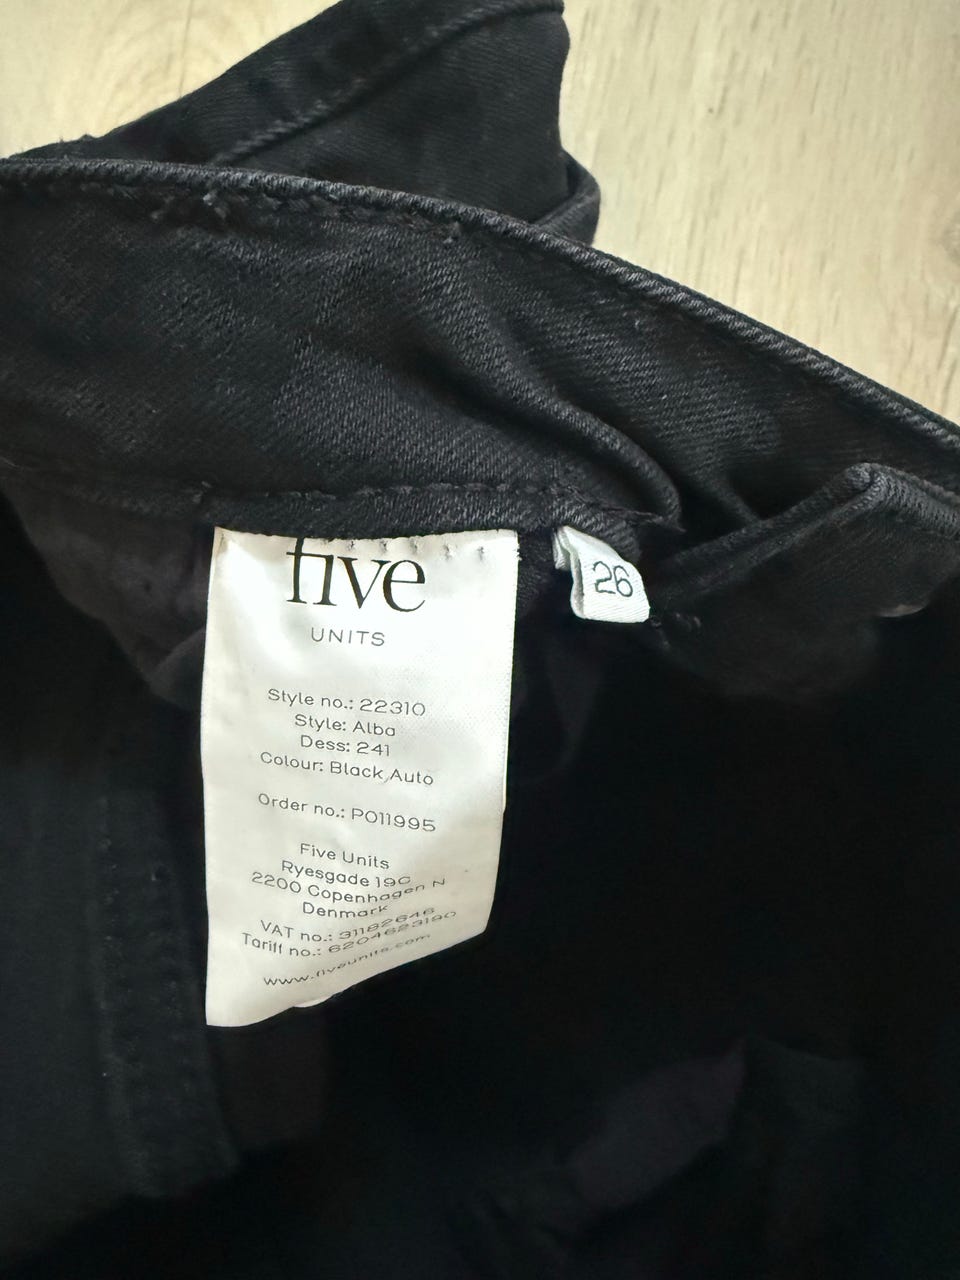 five
UNITS
26
Style no.: 22310
Style: Alba
Dess: 241
Colour: Black Auto
Order no.: PO11995
Five Units
Ryesgade 19C
2200 Copenhagen N
Denmark
VAT no.: 31182646
Tariff no.: 6204623190
www.fiveunits.com